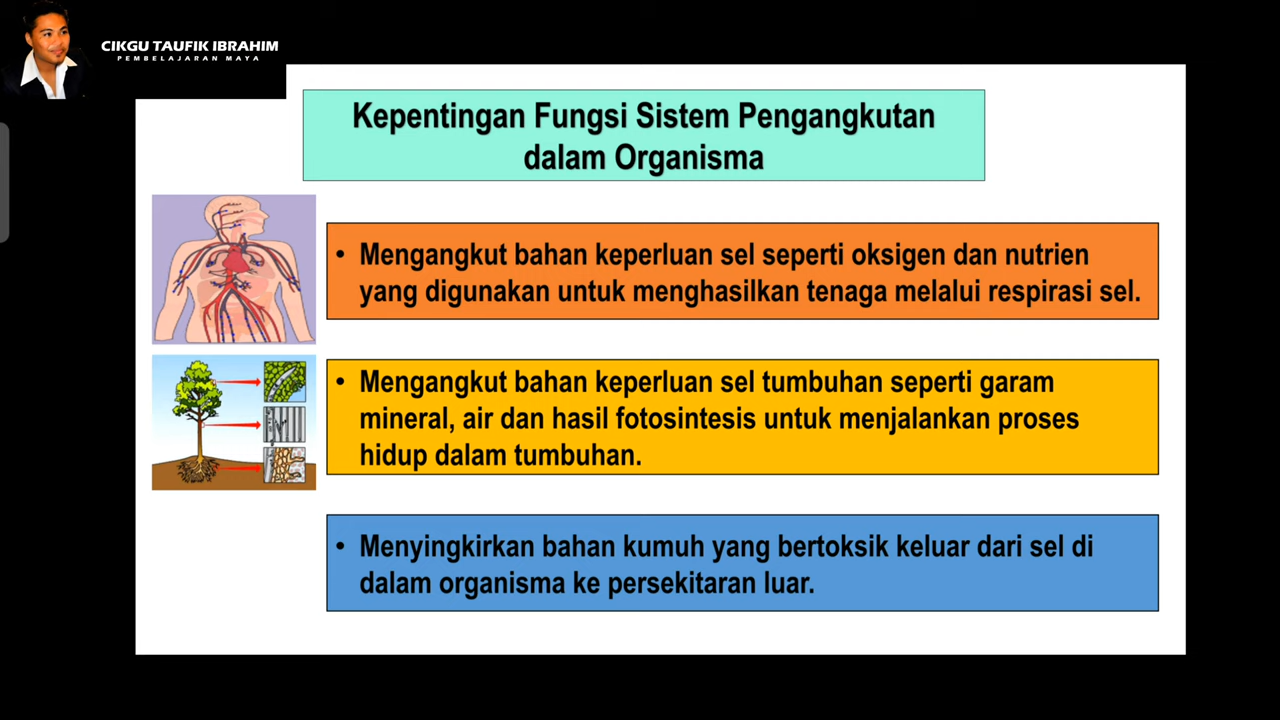 CIKGU TAUFIK IBRAHIM
PEMBELAJARAN MAYA
Kepentingan Fungsi Sistem Pengangkutan
dalam Organisma
• Mengangkut bahan keperluan sel seperti oksigen dan nutrien
yang digunakan untuk menghasilkan tenaga melalui respirasi sel.
• Mengangkut bahan keperluan sel tumbuhan seperti garam
mineral, air dan hasil fotosintesis untuk menjalankan proses
hidup dalam tumbuhan.
• Menyingkirkan bahan kumuh yang bertoksik keluar dari sel di
dalam organisma ke persekitaran luar.